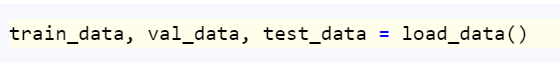 train_data, val_data, test_data = load_data()